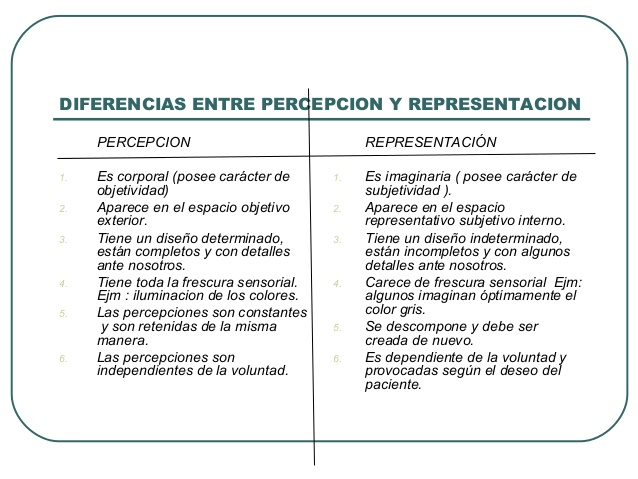 DIFERENCIAS ENTRE PERCEPCION Y REPRESENTACION
PERCEPCION
1. Es corporal (posee carácter de
objetividad)
2. Aparece en el espacio objetivo
exterior.
3. Tiene un diseño determinado,
están completos y con detalles
ante nosotros.
4. Tiene toda la frescura sensorial.
Ejm : iluminacion de los colores.
5. Las percepciones son constantes
y son retenidas de la misma
manera.
6. Las percepciones son
independientes de la voluntad.
REPRESENTACIÓN
1. Es imaginaria ( posee carácter de
subjetividad ).
2. Aparece en el espacio
representativo subjetivo interno.
3. Tiene un diseño indeterminado,
están incompletos y con algunos
detalles ante nosotros.
4. Carece de frescura sensorial Ejm:
algunos imaginan óptimamente el
color gris.
5. Se descompone y debe ser
creada de nuevo.
6. Es dependiente de la voluntad y
provocadas según el deseo del
paciente.